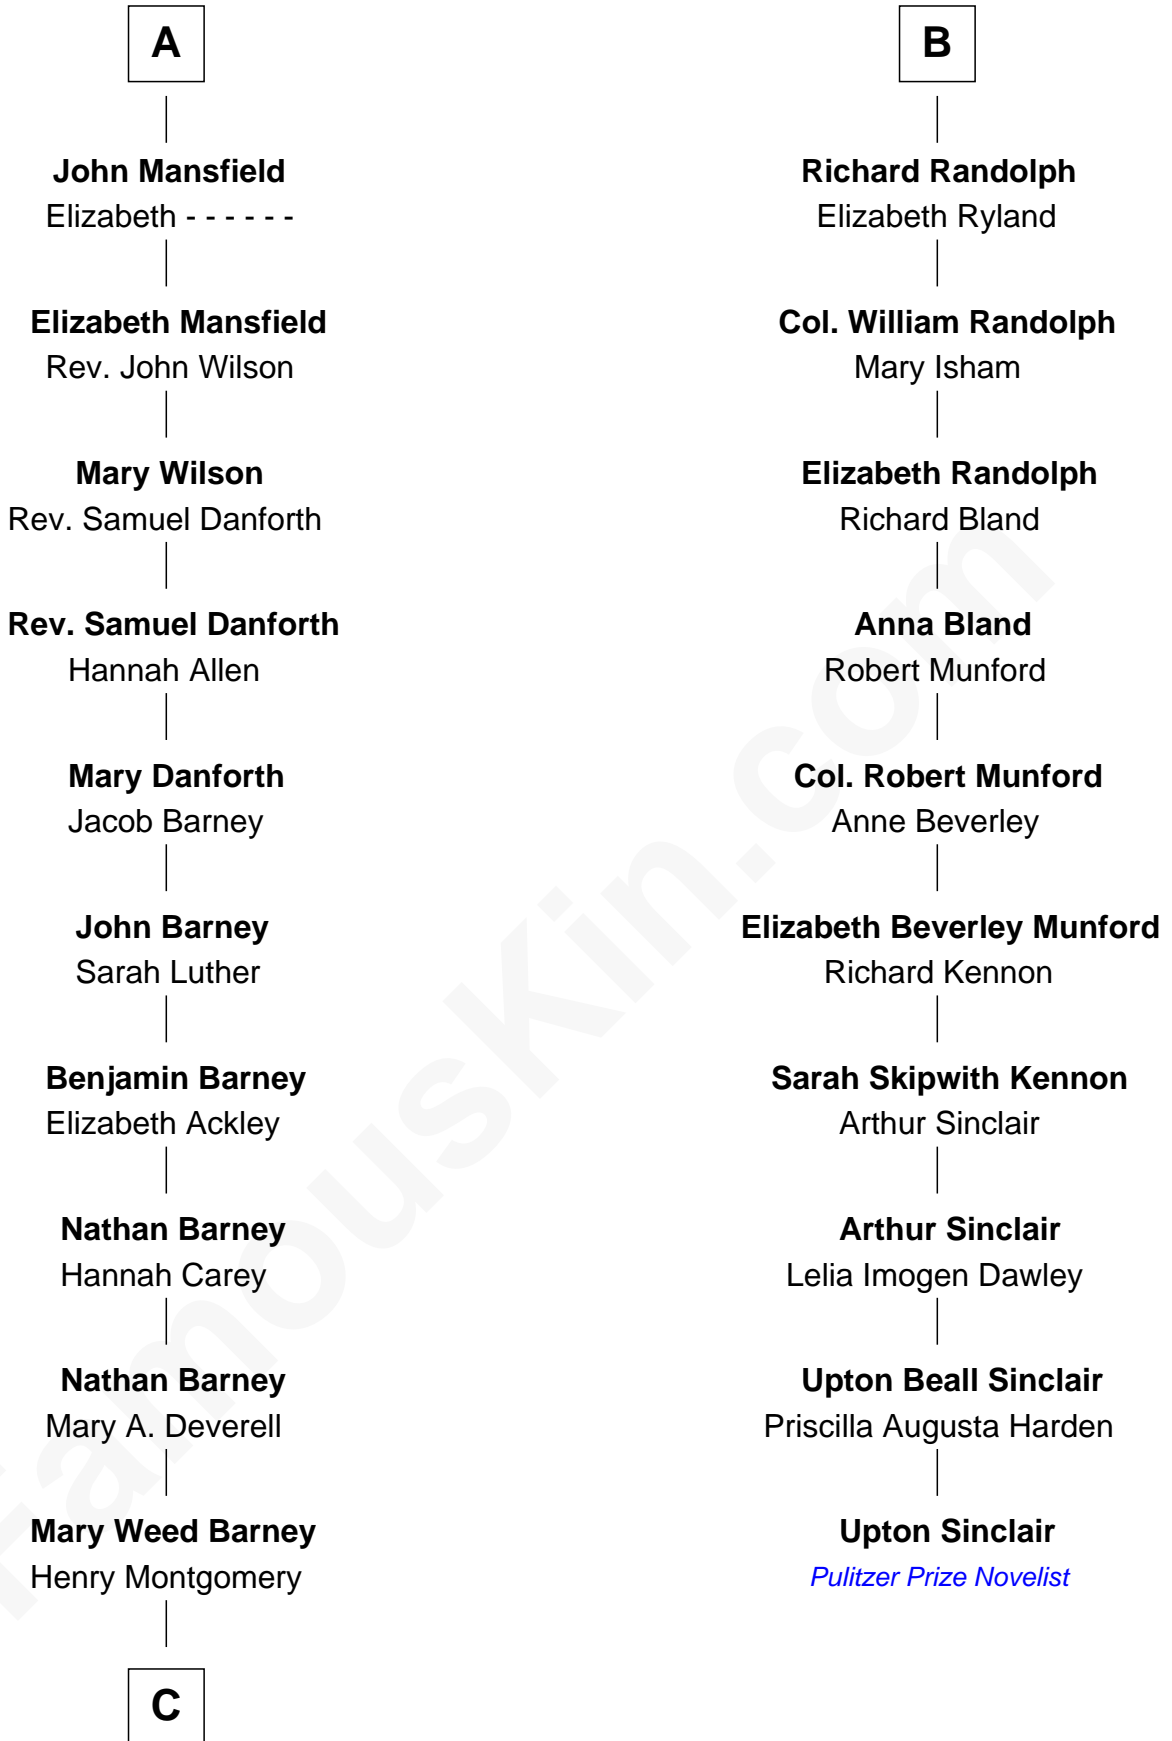 A
John Mansfield
Elizabeth - - - - - -
Elizabeth Mansfield
Rev. John Wilson
Mary Wilson
Rev. Samuel Danforth
Rev. Samuel Danforth
Hannah Allen
Mary Danforth
Jacob Barney
John Barney
Sarah Luther
Benjamin Barney
Elizabeth Ackley
Nathan Barney
Hannah Carey
Nathan Barney
Mary A. Deverell
Mary Weed Barney
Henry Montgomery
C
B
Richard Randolph
Elizabeth Ryland
Col. William Randolph
Mary Isham
Elizabeth Randolph
Richard Bland
Anna Bland
Robert Munford
Col. Robert Munford
Anne Beverley
Elizabeth Beverley Munford
Richard Kennon
Sarah Skipwith Kennon
Arthur Sinclair
Arthur Sinclair
Lelia Imogen Dawley
Upton Beall Sinclair
Priscilla Augusta Harden
Upton Sinclair
Pulitzer Prize Novelist
FamousKin.com